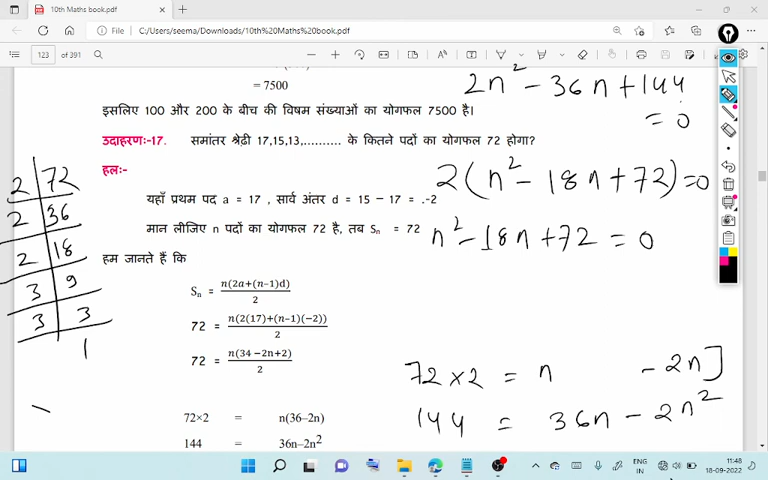 10th Maths book.pdf
File C:/Users/seema/Downloads/10th%20Maths%20book.pdf
123 of 391
= 7500
इसलिए 100 और 200 के बीच की विषम संख्याओं का योगफल 7500 है।
उदाहरण:-17. समांतर श्रेढ़ी 17,15,13,.......... के कितने पदों का योगफल 72 होगा?
हल:-
यहाँ प्रथम पद a = 17 , सार्व अंतर d = 15 – 17 = .-2
मान लीजिए n पदों का योगफल 72 है, तब Sₙ = 72
हम जानते हैं कि
Sₙ = n(2a+(n−1)d)/2
72 = n(2(17)+(n−1)(−2))/2
72 = n(34−2n+2)/2
72×2 = n(36–2n)
144 = 36n–2n²
2n² - 36n + 144
= 0
2(n² - 18n + 72) = 0
n² - 18n + 72 = 0
72 × 2 = n - 2n]
144 = 36n - 2n²
2 72
2 36
2 18
3 9
3 3
1
ENG
IN
11:48
18-09-2022